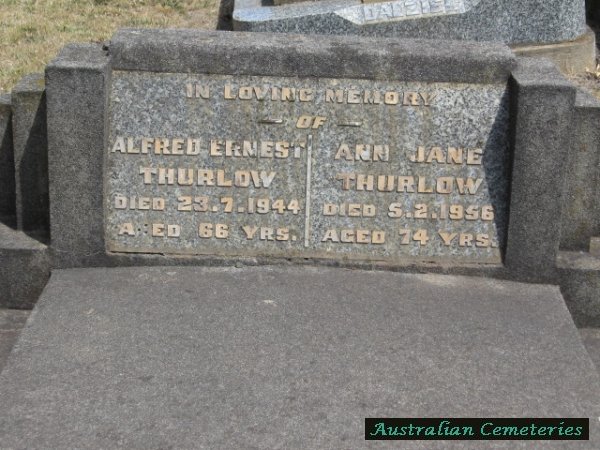 IN LOVING MEMORY
— OF —
ALFRED ERNEST
THURLOW
DIED 23.7.1944
A ED 66 YRS.
ANN JANE
THURLOW
DIED 5.2.1956
AGED 74 YRS.
Australian Cemeteries